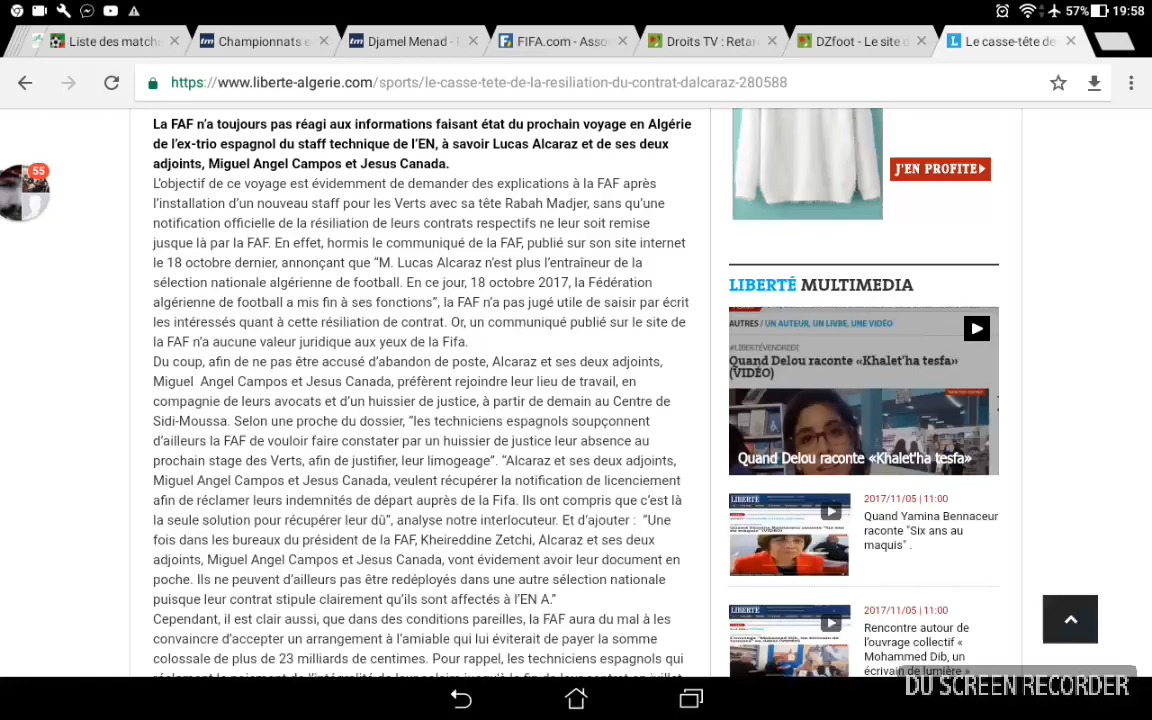 57% 19:58
Liste des match
Championnats e
Djamel Menad - I
FIFA.com - Asso
Droits TV : Retar
DZfoot - Le site o
Le casse-tête de
https://www.liberte-algerie.com/sports/le-casse-tete-de-la-resiliation-du-contrat-dalcaraz-280588
La FAF n’a toujours pas réagi aux informations faisant état du prochain voyage en Algérie
de l’ex-trio espagnol du staff technique de l’EN, à savoir Lucas Alcaraz et de ses deux
adjoints, Miguel Angel Campos et Jesus Canada.
L’objectif de ce voyage est évidemment de demander des explications à la FAF après
l’installation d’un nouveau staff pour les Verts avec sa tête Rabah Madjer, sans qu’une
notification officielle de la résiliation de leurs contrats respectifs ne leur soit remise
jusque là par la FAF. En effet, hormis le communiqué de la FAF, publié sur son site internet
le 18 octobre dernier, annonçant que “M. Lucas Alcaraz n’est plus l’entraîneur de la
sélection nationale algérienne de football. En ce jour, 18 octobre 2017, la Fédération
algérienne de football a mis fin à ses fonctions”, la FAF n’a pas jugé utile de saisir par écrit
les intéressés quant à cette résiliation de contrat. Or, un communiqué publié sur le site de
la FAF n’a aucune valeur juridique aux yeux de la Fifa.
Du coup, afin de ne pas être accusé d’abandon de poste, Alcaraz et ses deux adjoints,
Miguel Angel Campos et Jesus Canada, préfèrent rejoindre leur lieu de travail, en
compagnie de leurs avocats et d’un huissier de justice, à partir de demain au Centre de
Sidi-Moussa. Selon une proche du dossier, “les techniciens espagnols soupçonnent
d’ailleurs la FAF de vouloir faire constater par un huissier de justice leur absence au
prochain stage des Verts, afin de justifier, leur limogeage”. “Alcaraz et ses deux adjoints,
Miguel Angel Campos et Jesus Canada, veulent récupérer la notification de licenciement
afin de réclamer leurs indemnités de départ auprès de la Fifa. Ils ont compris que c’est là
la seule solution pour récupérer leur dû”, analyse notre interlocuteur. Et d’ajouter : “Une
fois dans les bureaux du président de la FAF, Kheireddine Zetchi, Alcaraz et ses deux
adjoints, Miguel Angel Campos et Jesus Canada, vont évidement avoir leur document en
poche. Ils ne peuvent d’ailleurs pas être redéployés dans une autre sélection nationale
puisque leur contrat stipule clairement qu’ils sont affectés à l’EN A.”
Cependant, il est clair aussi, que dans des conditions pareilles, la FAF aura du mal à les
convaincre d’accepter un arrangement à l’amiable qui lui éviterait de payer la somme
colossale de plus de 23 milliards de centimes. Pour rappel, les techniciens espagnols qui
55
J'EN PROFITE
LIBERTÉ MULTIMEDIA
AUTRES / UN AUTEUR, UN LIVRE, UNE VIDÉO
#LIBERTÉVENDREDI
Quand Delou raconte «Khalet'ha tesfa»
(VIDÉO)
Quand Delou raconte «Khalet'ha tesfa»
2017/11/05 | 11:00
Quand Yamina Bennaceur
raconte "Six ans au
maquis" .
2017/11/05 | 11:00
Rencontre autour de
l'ouvrage collectif «
Mohammed Dib, un
écrivain de lumière »
DU SCREEN RECORDER